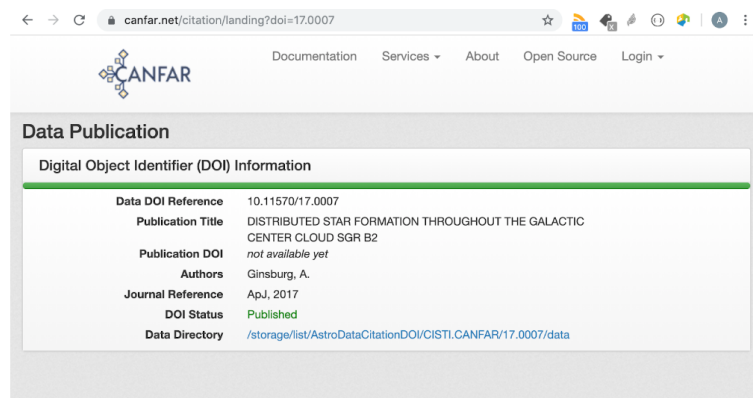 canfar.net/citation/landing?doi=17.0007
100
x
A
CANFAR
Documentation Services About Open Source Login
Data Publication
Digital Object Identifier (DOI) Information
Data DOI Reference 10.11570/17.0007
Publication Title DISTRIBUTED STAR FORMATION THROUGHOUT THE GALACTIC
CENTER CLOUD SGR B2
Publication DOI not available yet
Authors Ginsburg, A.
Journal Reference ApJ, 2017
DOI Status Published
Data Directory /storage/list/AstroDataCitationDOI/CISTI.CANFAR/17.0007/data